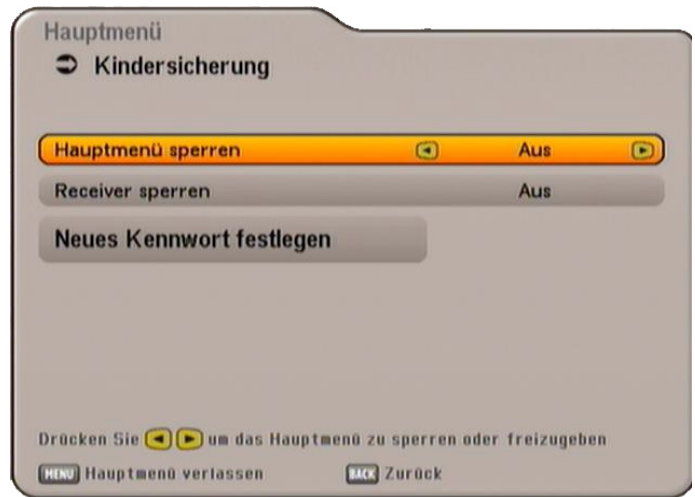 Hauptmenü
Kindersicherung
Hauptmenü sperren Aus
Receiver sperren Aus
Neues Kennwort festlegen
Drücken Sie um das Hauptmenü zu sperren oder freizugeben
MENU Hauptmenü verlassen BACK Zurück